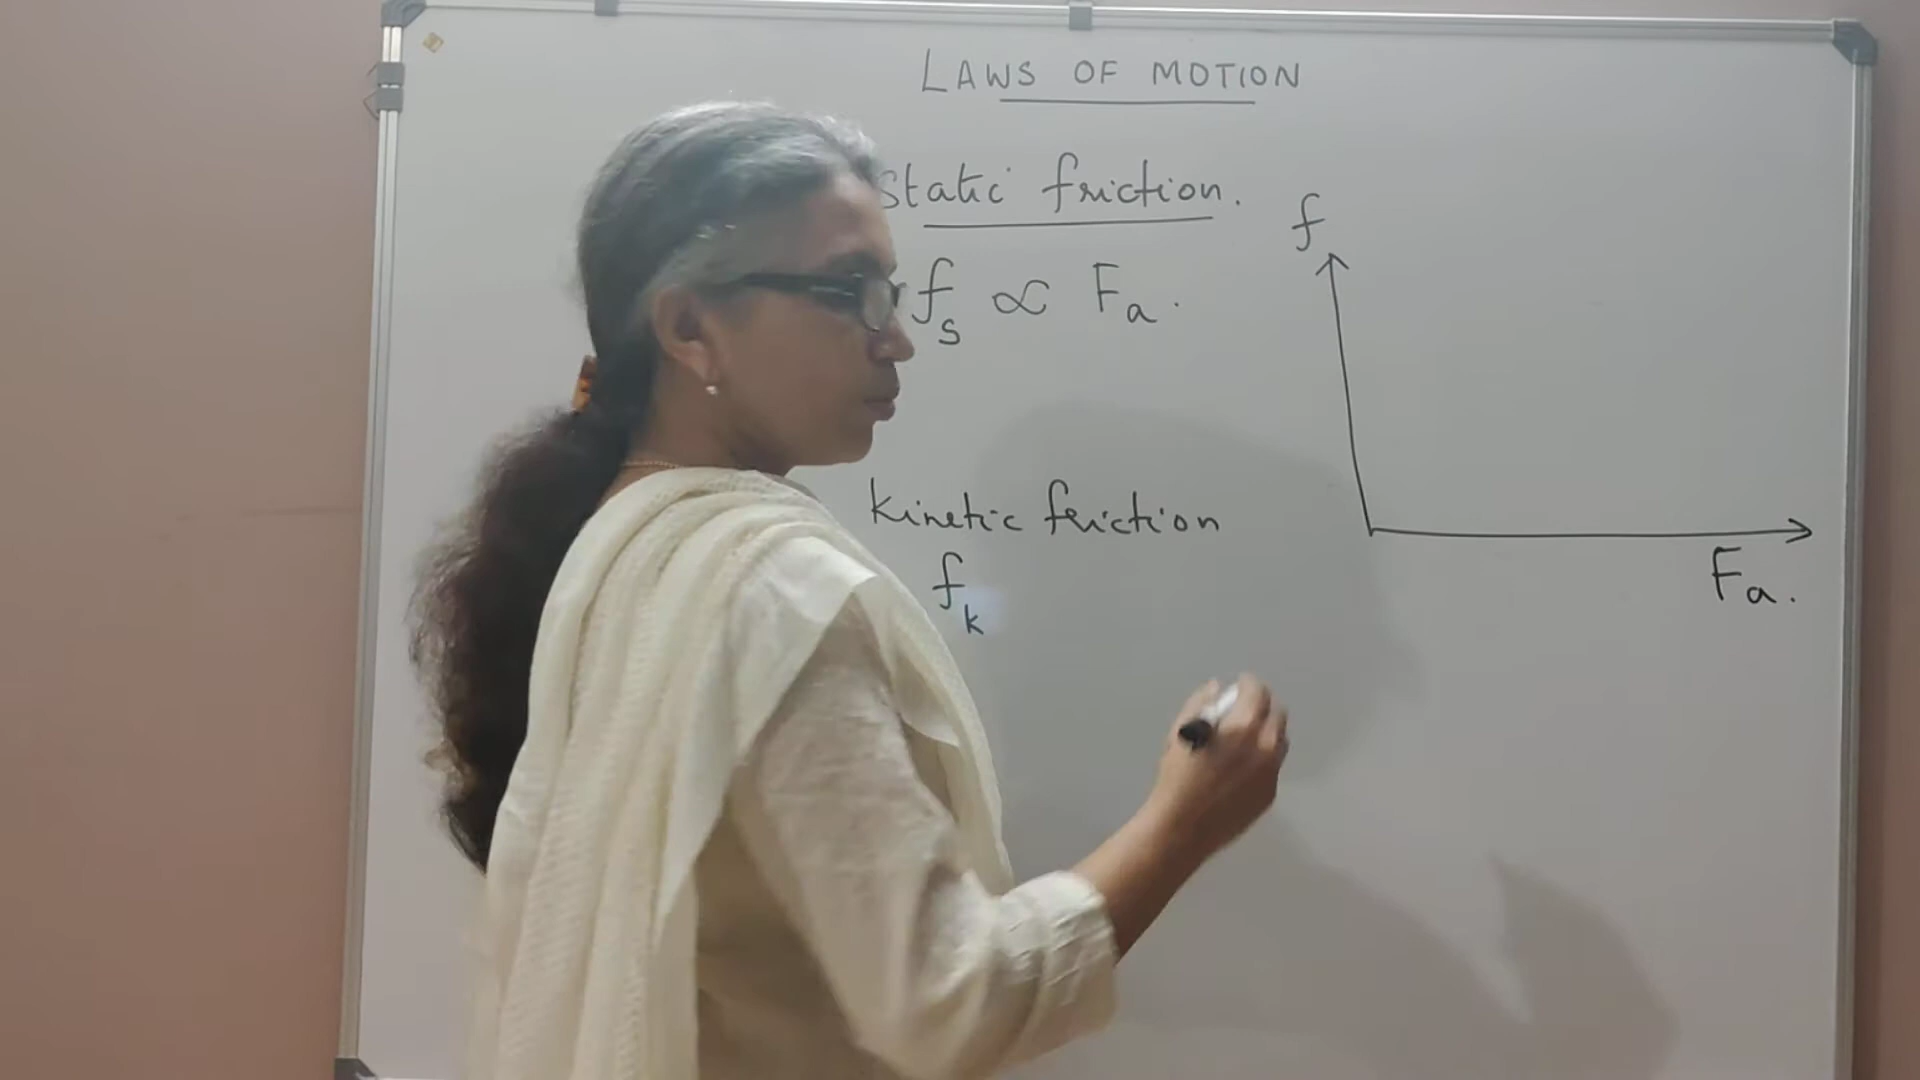 LAWS OF MOTION
Static friction.
fs ∝ Fa.
kinetic friction
fk
f
Fa.